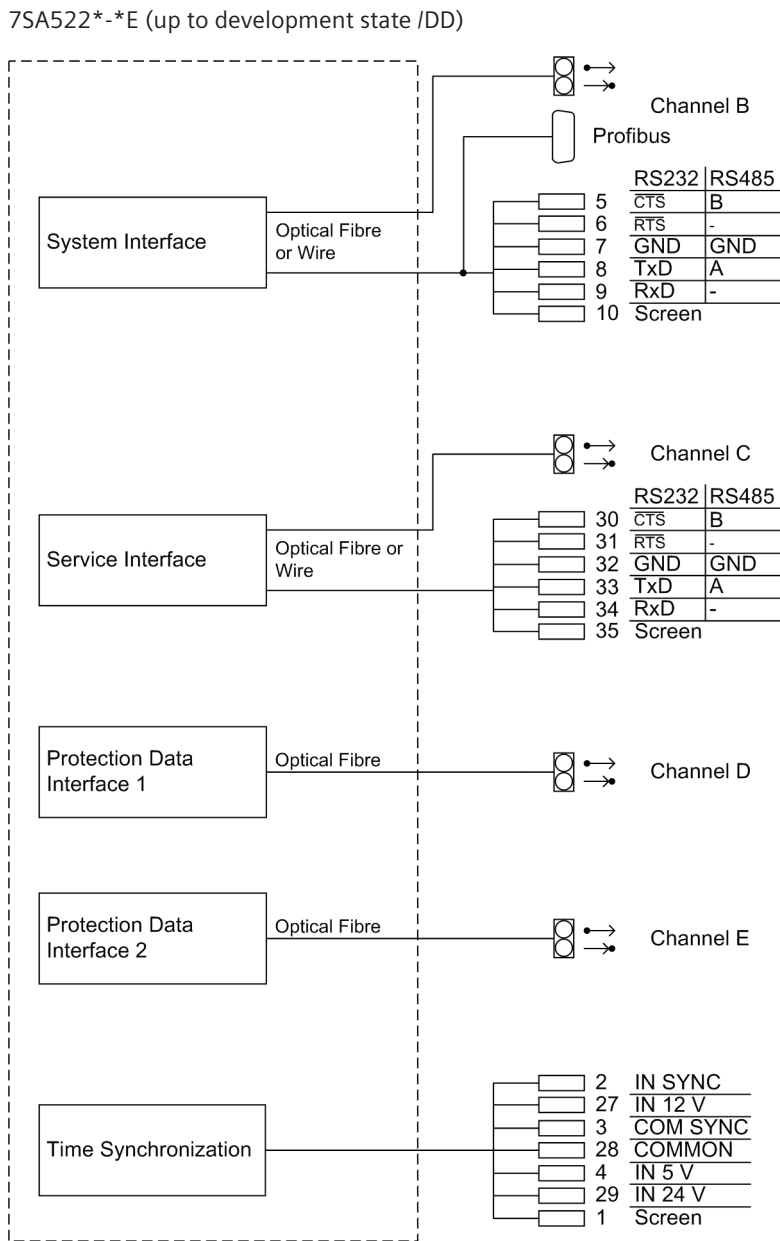 7SA522*-*E (up to development state /DD)
Channel B
Profibus
RS232 RS485
5 CTS B
6 RTS -
System Interface
Optical Fibre
or Wire
7 GND GND
8 TxD A
9 RxD -
10 Screen
Channel C
RS232 RS485
30 CTS B
31 RTS -
Service Interface
Optical Fibre or
Wire
32 GND GND
33 TxD A
34 RxD -
35 Screen
Protection Data
Interface 1
Optical Fibre
Channel D
Protection Data
Interface 2
Optical Fibre
Channel E
2 IN SYNC
27 IN 12 V
3 COM SYNC
Time Synchronization
28 COMMON
4 IN 5 V
29 IN 24 V
1 Screen